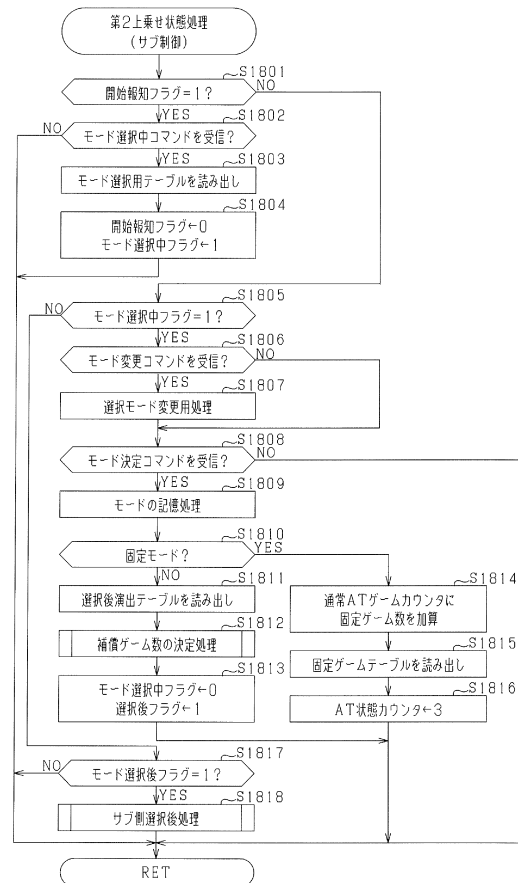 第2上乗せ状態処理
(サブ制御)
S1801
開始報知フラグ=1?
NO
YES
S1802
NO
モード選択中コマンドを受信?
YES
S1803
モード選択用テーブルを読み出し
S1804
開始報知フラグ←0
モード選択中フラグ←1
S1805
NO
モード選択中フラグ=1?
YES
S1806
モード変更コマンドを受信?
NO
YES
S1807
選択モード変更用処理
S1808
モード決定コマンドを受信?
NO
YES
S1809
モードの記憶処理
S1810
固定モード?
YES
NO
S1811
選択後演出テーブルを読み出し
S1812
補償ゲーム数の決定処理
S1813
モード選択中フラグ←0
選択後フラグ←1
S1814
通常ATゲームカウンタに
固定ゲーム数を加算
S1815
固定ゲームテーブルを読み出し
S1816
AT状態カウンタ←3
S1817
NO
モード選択後フラグ=1?
YES
S1818
サブ側選択後処理
RET